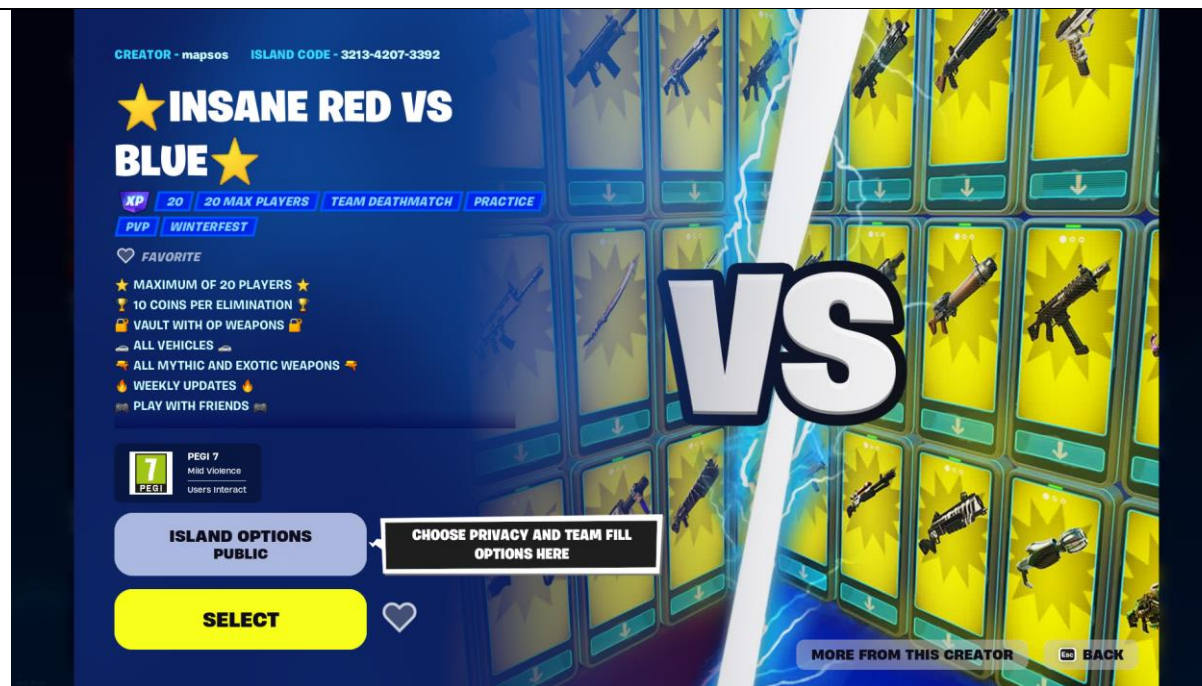 CREATOR - mapsos ISLAND CODE - 3213-4207-3392
⭐INSANE RED VS
BLUE⭐
XP 20 20 MAX PLAYERS TEAM DEATHMATCH PRACTICE
PVP WINTERFEST
FAVORITE
⭐ MAXIMUM OF 20 PLAYERS ⭐
🏆 10 COINS PER ELIMINATION 🏆
🔐 VAULT WITH OP WEAPONS 🔐
🚗 ALL VEHICLES 🚗
🔫 ALL MYTHIC AND EXOTIC WEAPONS 🔫
🔥 WEEKLY UPDATES 🔥
🎮 PLAY WITH FRIENDS 🎮
VS
7
PEGI
PEGI 7
Mild Violence
Users Interact
ISLAND OPTIONS
PUBLIC
CHOOSE PRIVACY AND TEAM FILL
OPTIONS HERE
SELECT
MORE FROM THIS CREATOR Esc BACK